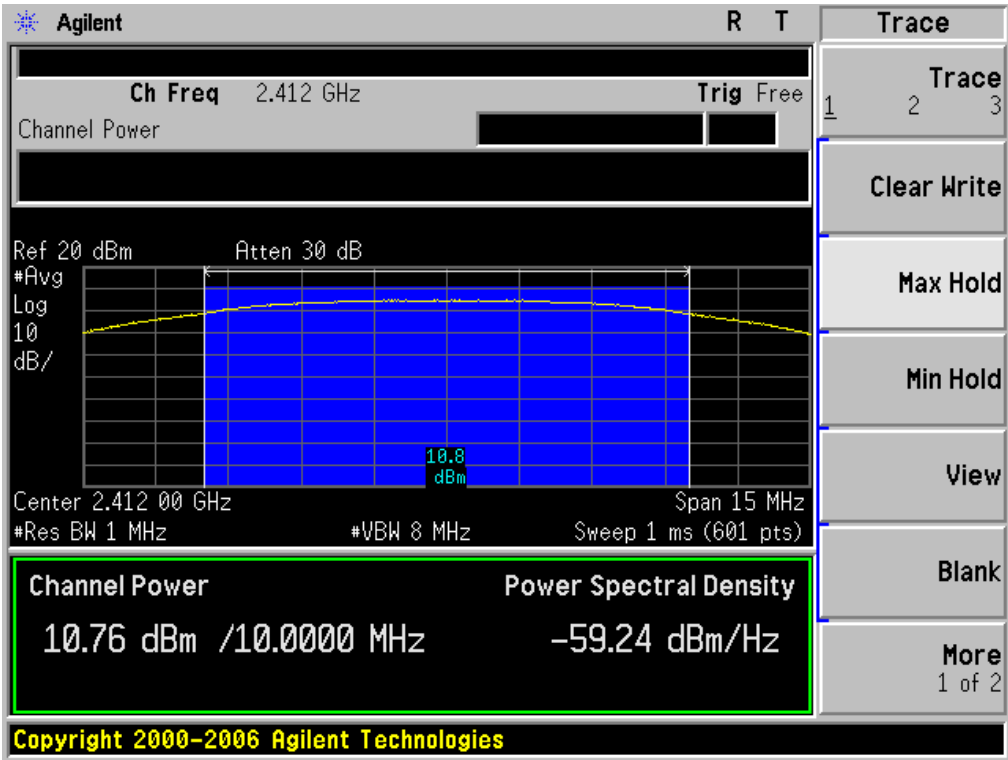 Agilent R T Trace
Ch Freq 2.412 GHz Trig Free
Channel Power
Trace
1 2 3
Clear Write
Ref 20 dBm Atten 30 dB
#Avg
Log
10
dB/
Max Hold
Min Hold
10.8
dBm
View
Center 2.412 00 GHz Span 15 MHz
#Res BW 1 MHz #VBW 8 MHz Sweep 1 ms (601 pts)
Blank
Channel Power Power Spectral Density
10.76 dBm /10.0000 MHz -59.24 dBm/Hz
More
1 of 2
Copyright 2000-2006 Agilent Technologies